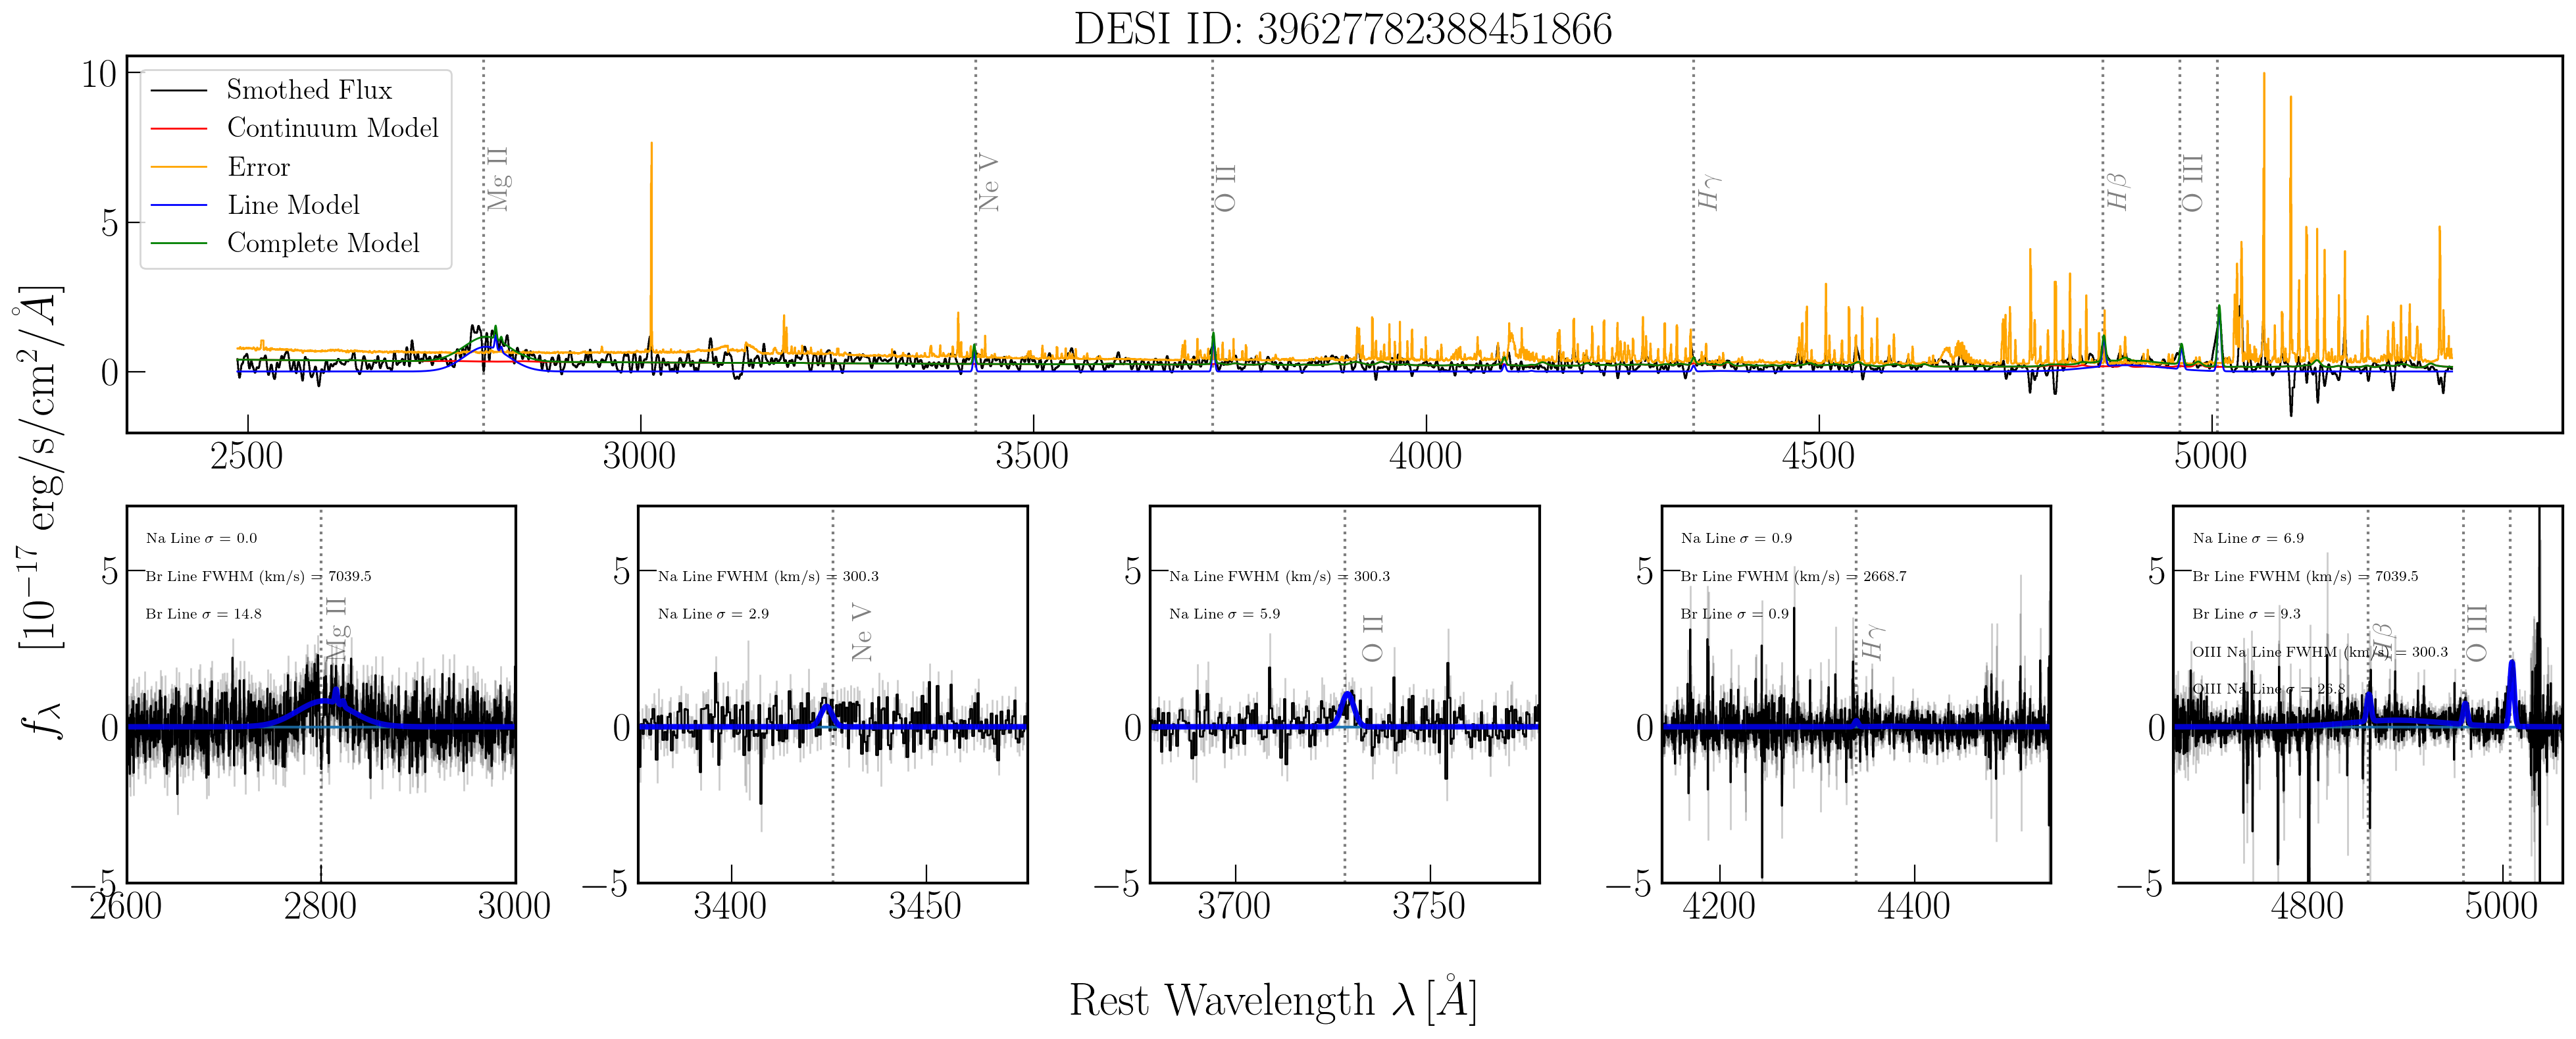 DESI ID: 39627782388451866
10
5
0
Smothed Flux
Continuum Model
Error
Line Model
Complete Model
Mg II
Ne V
O II
Hγ
Hβ
O III
2500
3000
3500
4000
4500
5000
f_λ [10^{-17} erg/s/cm^2/Å]
Na Line σ = 0.0
Br Line FWHM (km/s) = 7039.5
Br Line σ = 14.8
Mg II
5
0
−5
2600
2800
3000
Na Line FWHM (km/s) = 300.3
Na Line σ = 2.9
Ne V
5
0
−5
3400
3450
Na Line FWHM (km/s) = 300.3
Na Line σ = 5.9
O II
5
0
−5
3700
3750
Na Line σ = 0.9
Br Line FWHM (km/s) = 2668.7
Br Line σ = 0.9
Hγ
5
0
−5
4200
4400
Na Line σ = 6.9
Br Line FWHM (km/s) = 7039.5
Br Line σ = 9.3
OIII Na Line FWHM (km/s) = 300.3
OIII Na Line σ = 26.8
Hβ
O III
5
0
−5
4800
5000
Rest Wavelength λ [Å]